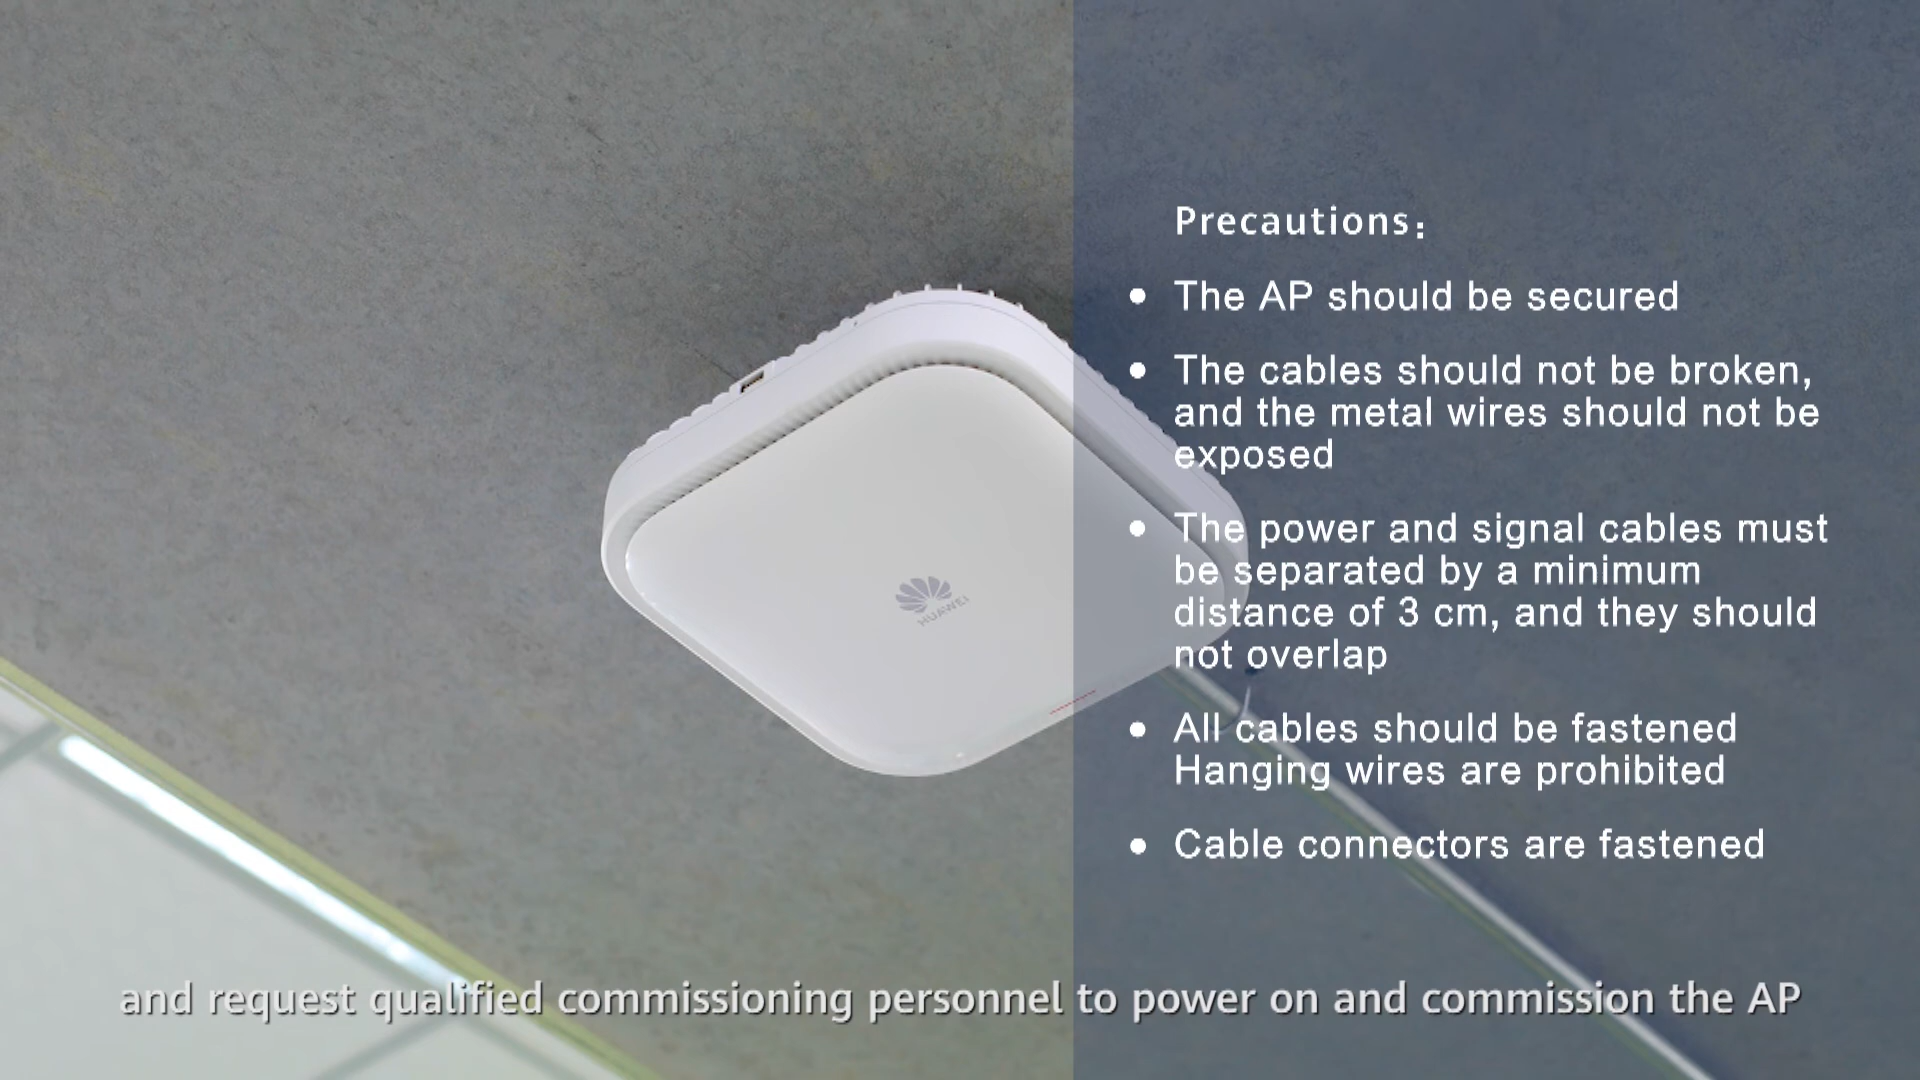 Precautions：
• The AP should be secured
• The cables should not be broken,
and the metal wires should not be
exposed
• The power and signal cables must
be separated by a minimum
distance of 3 cm, and they should
not overlap
• All cables should be fastened
Hanging wires are prohibited
• Cable connectors are fastened
HUAWEI
and request qualified commissioning personnel to power on and commission the AP